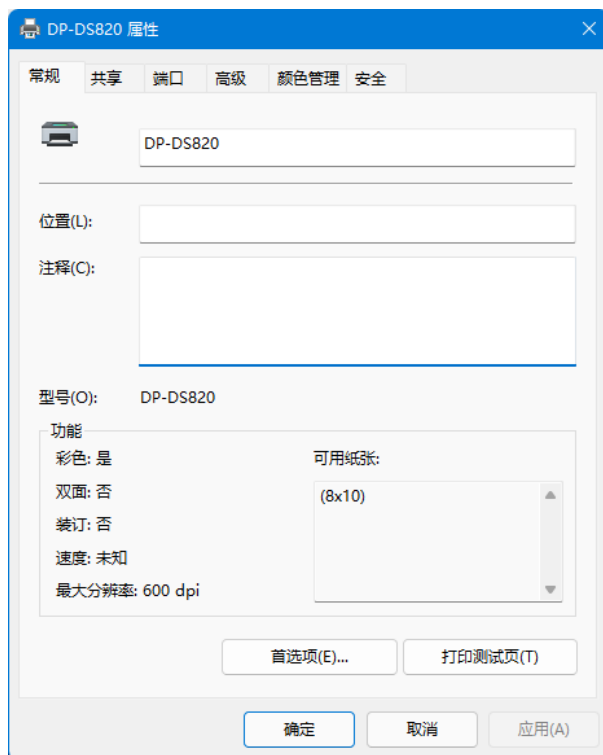 DP-DS820 属性
常规 共享 端口 高级 颜色管理 安全
DP-DS820
位置(L):
注释(C):
型号(O): DP-DS820
功能
彩色: 是
可用纸张:
双面: 否
(8x10)
装订: 否
速度: 未知
最大分辨率: 600 dpi
首选项(E)... 打印测试页(T)
确定 取消 应用(A)